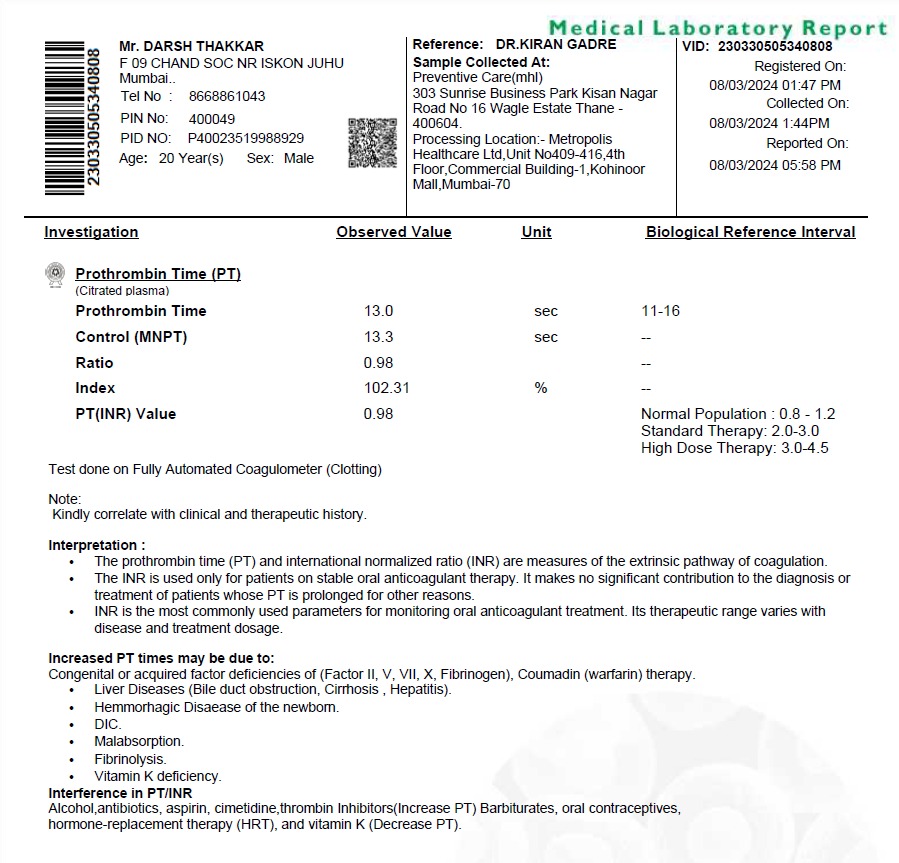 Medical Laboratory Report
230330505340808
Mr. DARSH THAKKAR
F 09 CHAND SOC NR ISKON JUHU
Mumbai..
Tel No : 8668861043
PIN No: 400049
PID NO: P40023519988929
Age: 20 Year(s) Sex: Male
Reference: DR.KIRAN GADRE
Sample Collected At:
Preventive Care(mhl)
303 Sunrise Business Park Kisan Nagar
Road No 16 Wagle Estate Thane -
400604.
Processing Location:- Metropolis
Healthcare Ltd,Unit No409-416,4th
Floor,Commercial Building-1,Kohinoor
Mall,Mumbai-70
VID: 230330505340808
Registered On:
08/03/2024 01:47 PM
Collected On:
08/03/2024 1:44PM
Reported On:
08/03/2024 05:58 PM
Investigation Observed Value Unit Biological Reference Interval
Prothrombin Time (PT)
(Citrated plasma)
Prothrombin Time 13.0 sec 11-16
Control (MNPT) 13.3 sec --
Ratio 0.98 --
Index 102.31 % --
PT(INR) Value 0.98 Normal Population : 0.8 - 1.2
Standard Therapy: 2.0-3.0
High Dose Therapy: 3.0-4.5
Test done on Fully Automated Coagulometer (Clotting)
Note:
Kindly correlate with clinical and therapeutic history.
Interpretation :
• The prothrombin time (PT) and international normalized ratio (INR) are measures of the extrinsic pathway of coagulation.
• The INR is used only for patients on stable oral anticoagulant therapy. It makes no significant contribution to the diagnosis or
treatment of patients whose PT is prolonged for other reasons.
• INR is the most commonly used parameters for monitoring oral anticoagulant treatment. Its therapeutic range varies with
disease and treatment dosage.
Increased PT times may be due to:
Congenital or acquired factor deficiencies of (Factor II, V, VII, X, Fibrinogen), Coumadin (warfarin) therapy.
• Liver Diseases (Bile duct obstruction, Cirrhosis , Hepatitis).
• Hemmorhagic Disaease of the newborn.
• DIC.
• Malabsorption.
• Fibrinolysis.
• Vitamin K deficiency.
Interference in PT/INR
Alcohol,antibiotics, aspirin, cimetidine,thrombin Inhibitors(Increase PT) Barbiturates, oral contraceptives,
hormone-replacement therapy (HRT), and vitamin K (Decrease PT).